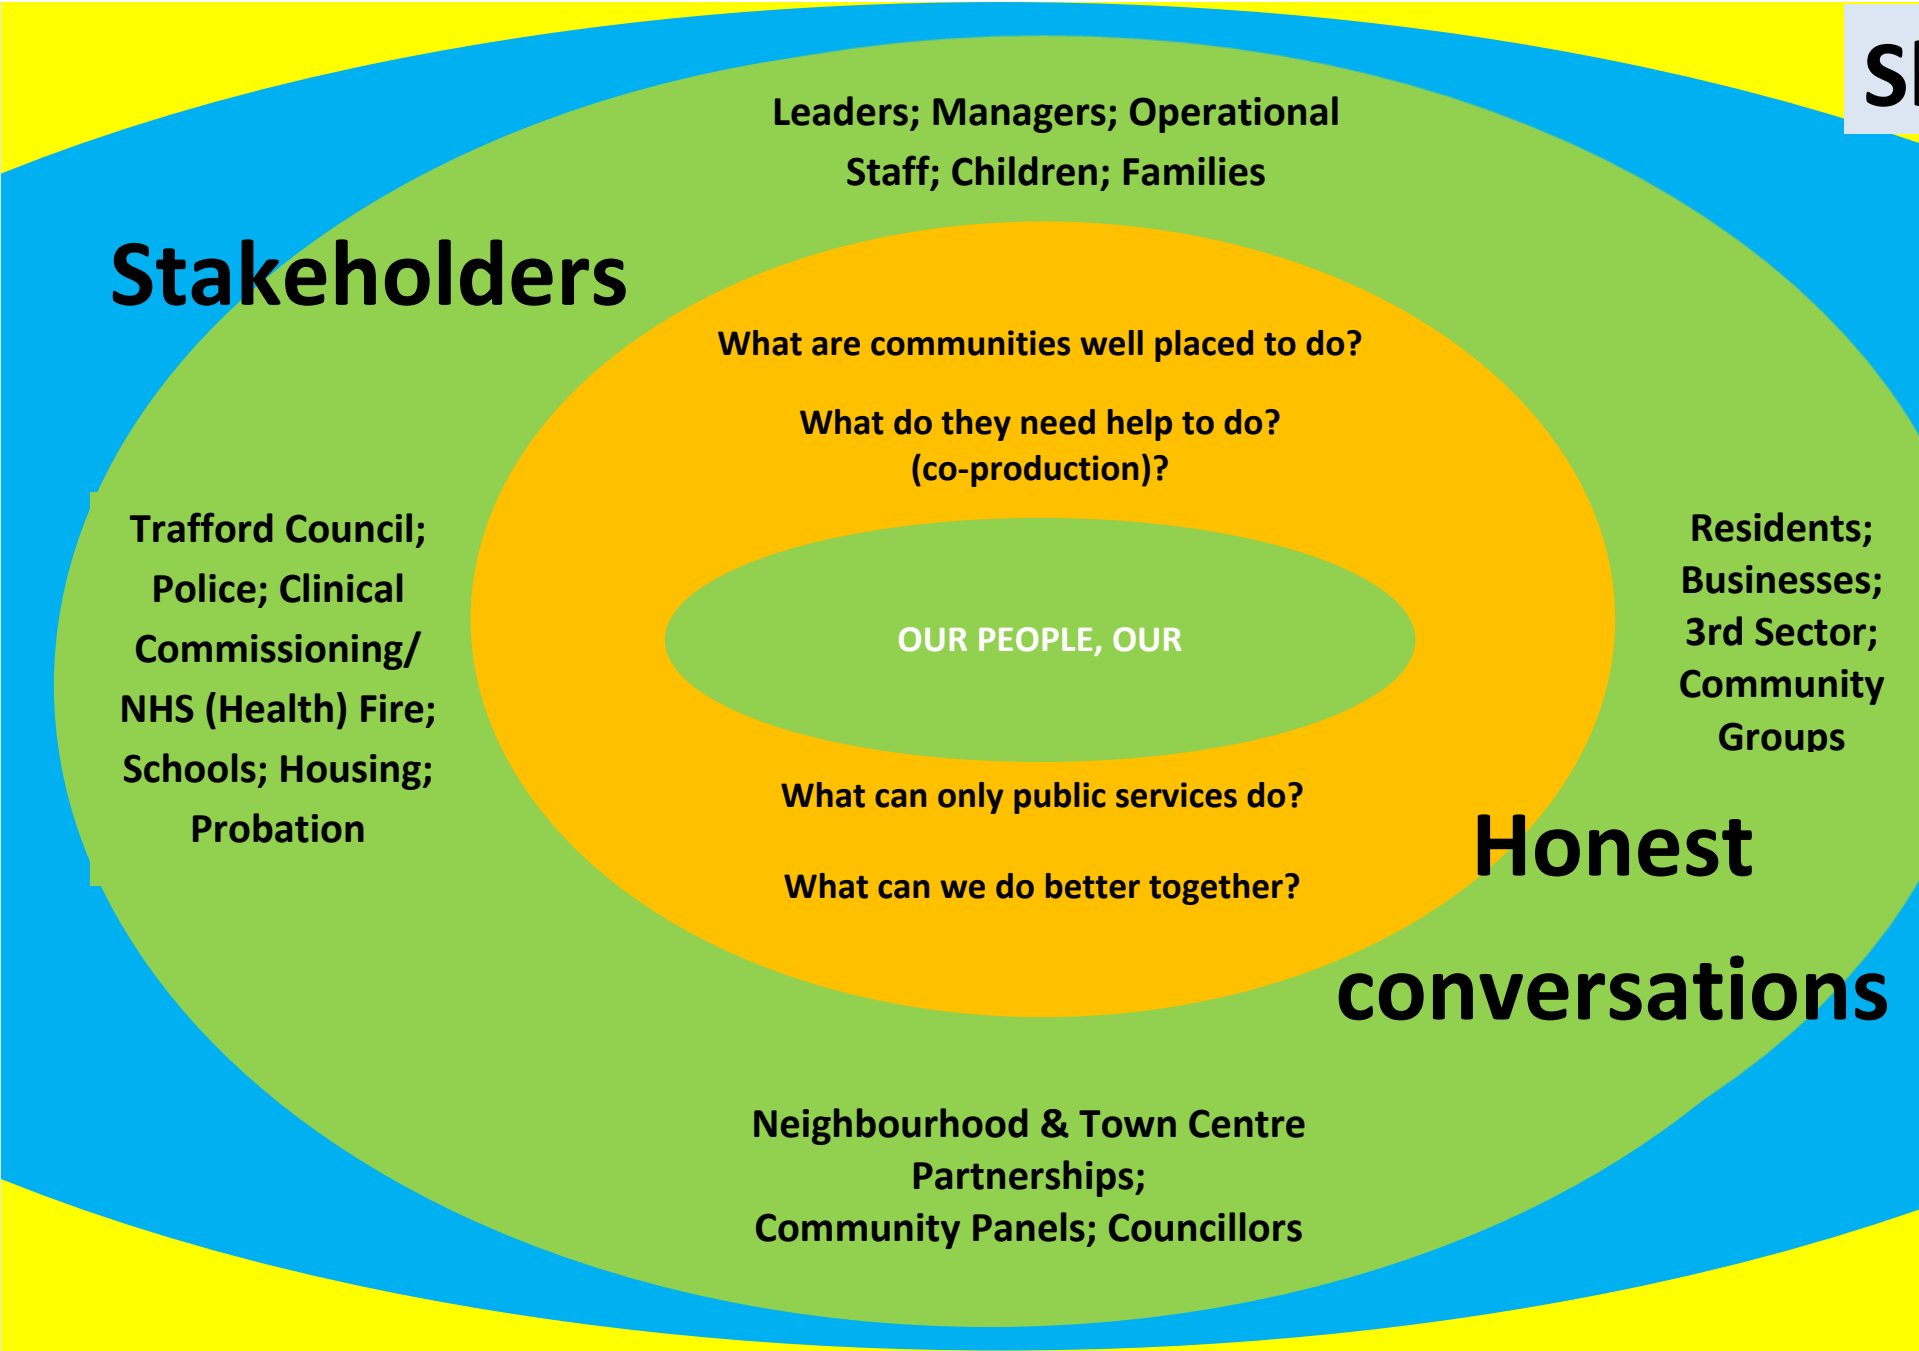 Leaders; Managers; Operational
Staff; Children; Families
Stakeholders
What are communities well placed to do?
What do they need help to do?
(co-production)?
Trafford Council;
Police; Clinical
Commissioning/
NHS (Health) Fire;
Schools; Housing;
Probation
OUR PEOPLE, OUR
Residents;
Businesses;
3rd Sector;
Community
Groups
What can only public services do?
What can we do better together?
Honest
conversations
Neighbourhood & Town Centre
Partnerships;
Community Panels; Councillors